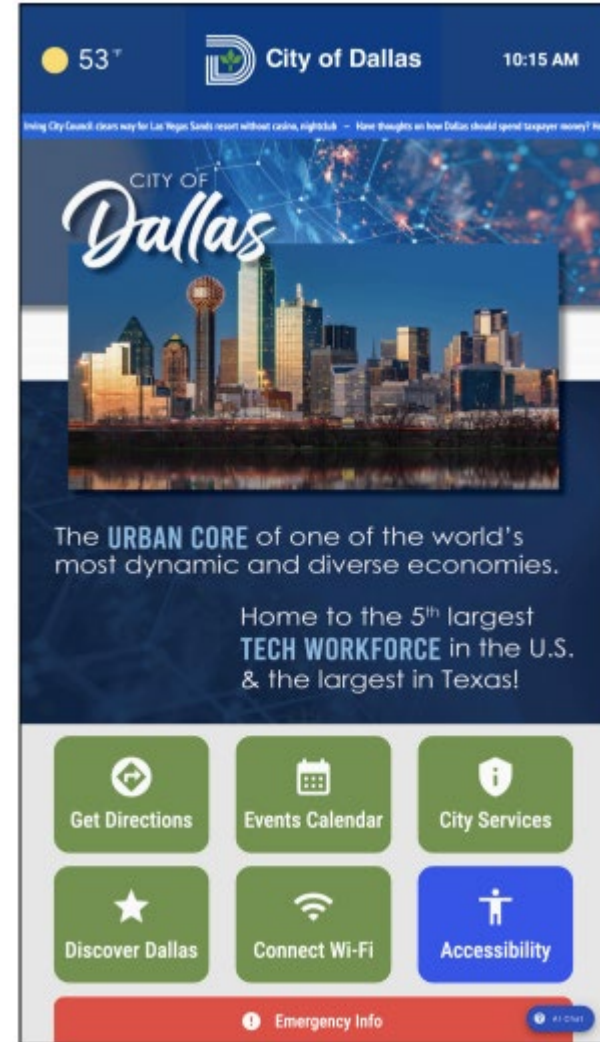 53°F
City of Dallas
10:15 AM
Irving City Council clears way for Las Vegas Sands resort without casino, nightclub — Have thoughts on how Dallas should spend taxpayer money?
CITY OF
Dallas
The URBAN CORE of one of the world's
most dynamic and diverse economies.
Home to the 5th largest
TECH WORKFORCE in the U.S.
& the largest in Texas!
Get Directions
Events Calendar
City Services
Discover Dallas
Connect Wi-Fi
Accessibility
Emergency Info
AI Chat